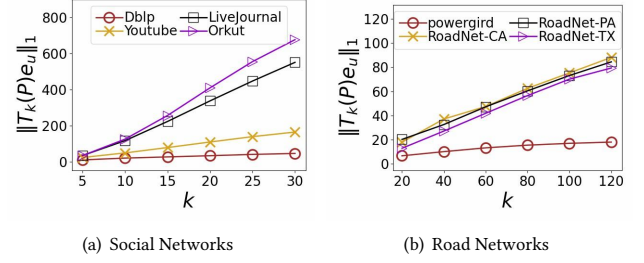 Dblp LiveJournal
Youtube Orkut
800
600
400
200
0
5 10 15 20 25 30
k
‖T_k(P)e_u‖₁
(a) Social Networks
powergird RoadNet-PA
RoadNet-CA RoadNet-TX
120
100
80
60
40
20
0
20 40 60 80 100 120
k
‖T_k(P)e_u‖₁
(b) Road Networks